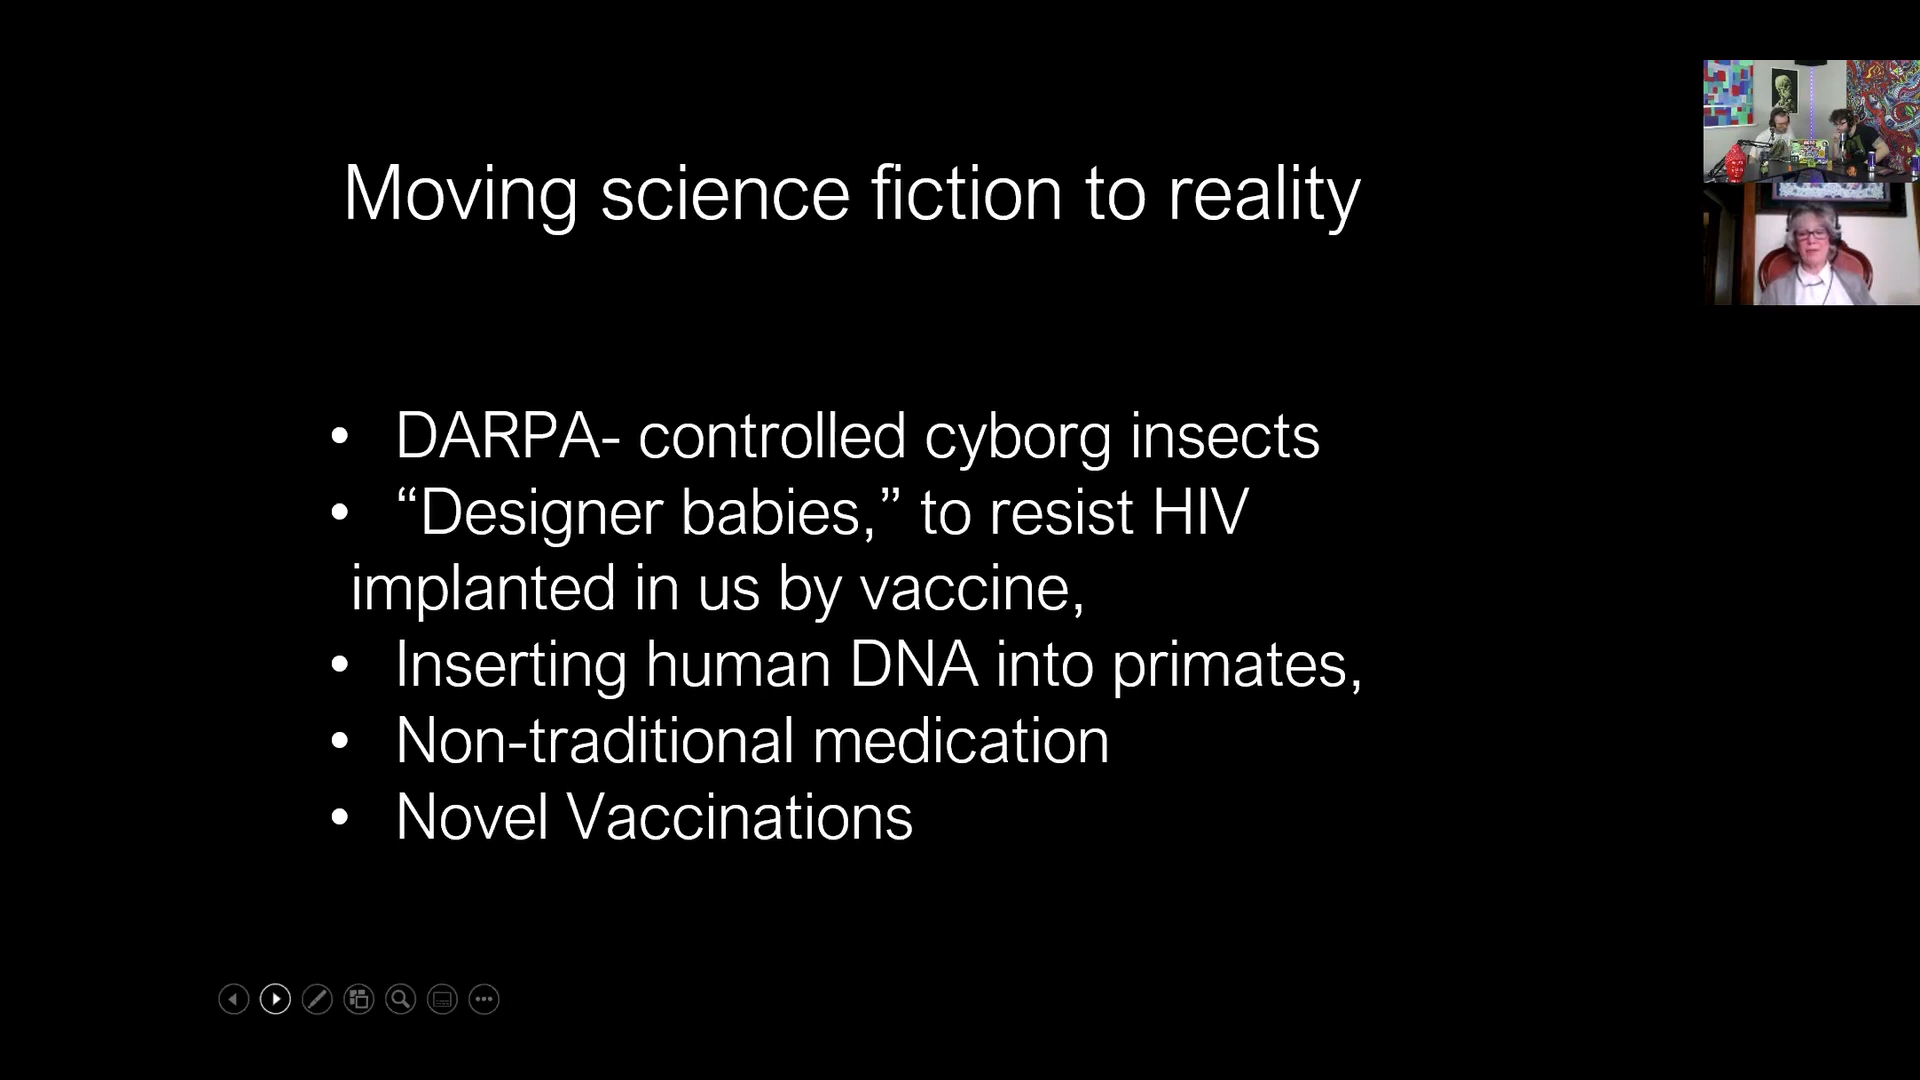 Moving science fiction to reality
• DARPA- controlled cyborg insects
• “Designer babies,” to resist HIV
implanted in us by vaccine,
• Inserting human DNA into primates,
• Non-traditional medication
• Novel Vaccinations